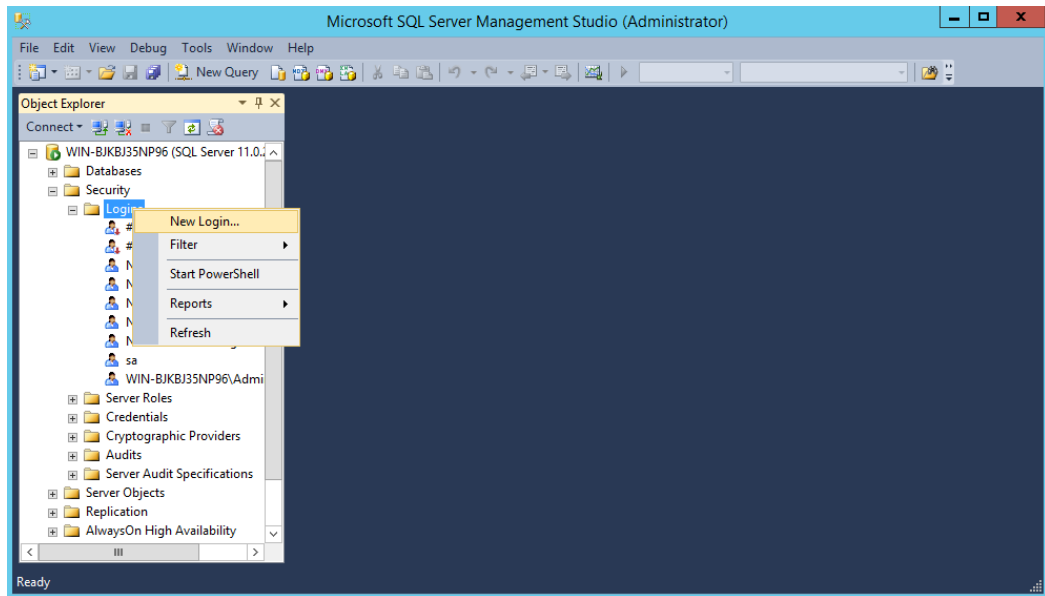 Microsoft SQL Server Management Studio (Administrator)
File Edit View Debug Tools Window Help
New Query
Object Explorer
Connect
WIN-BJKBJ35NP96 (SQL Server 11.0.
Databases
Security
Logins
New Login...
#
Filter
#
N
Start PowerShell
N
N
Reports
N
Refresh
N
sa
WIN-BJKBJ35NP96\Admi
Server Roles
Credentials
Cryptographic Providers
Audits
Server Audit Specifications
Server Objects
Replication
AlwaysOn High Availability
Ready